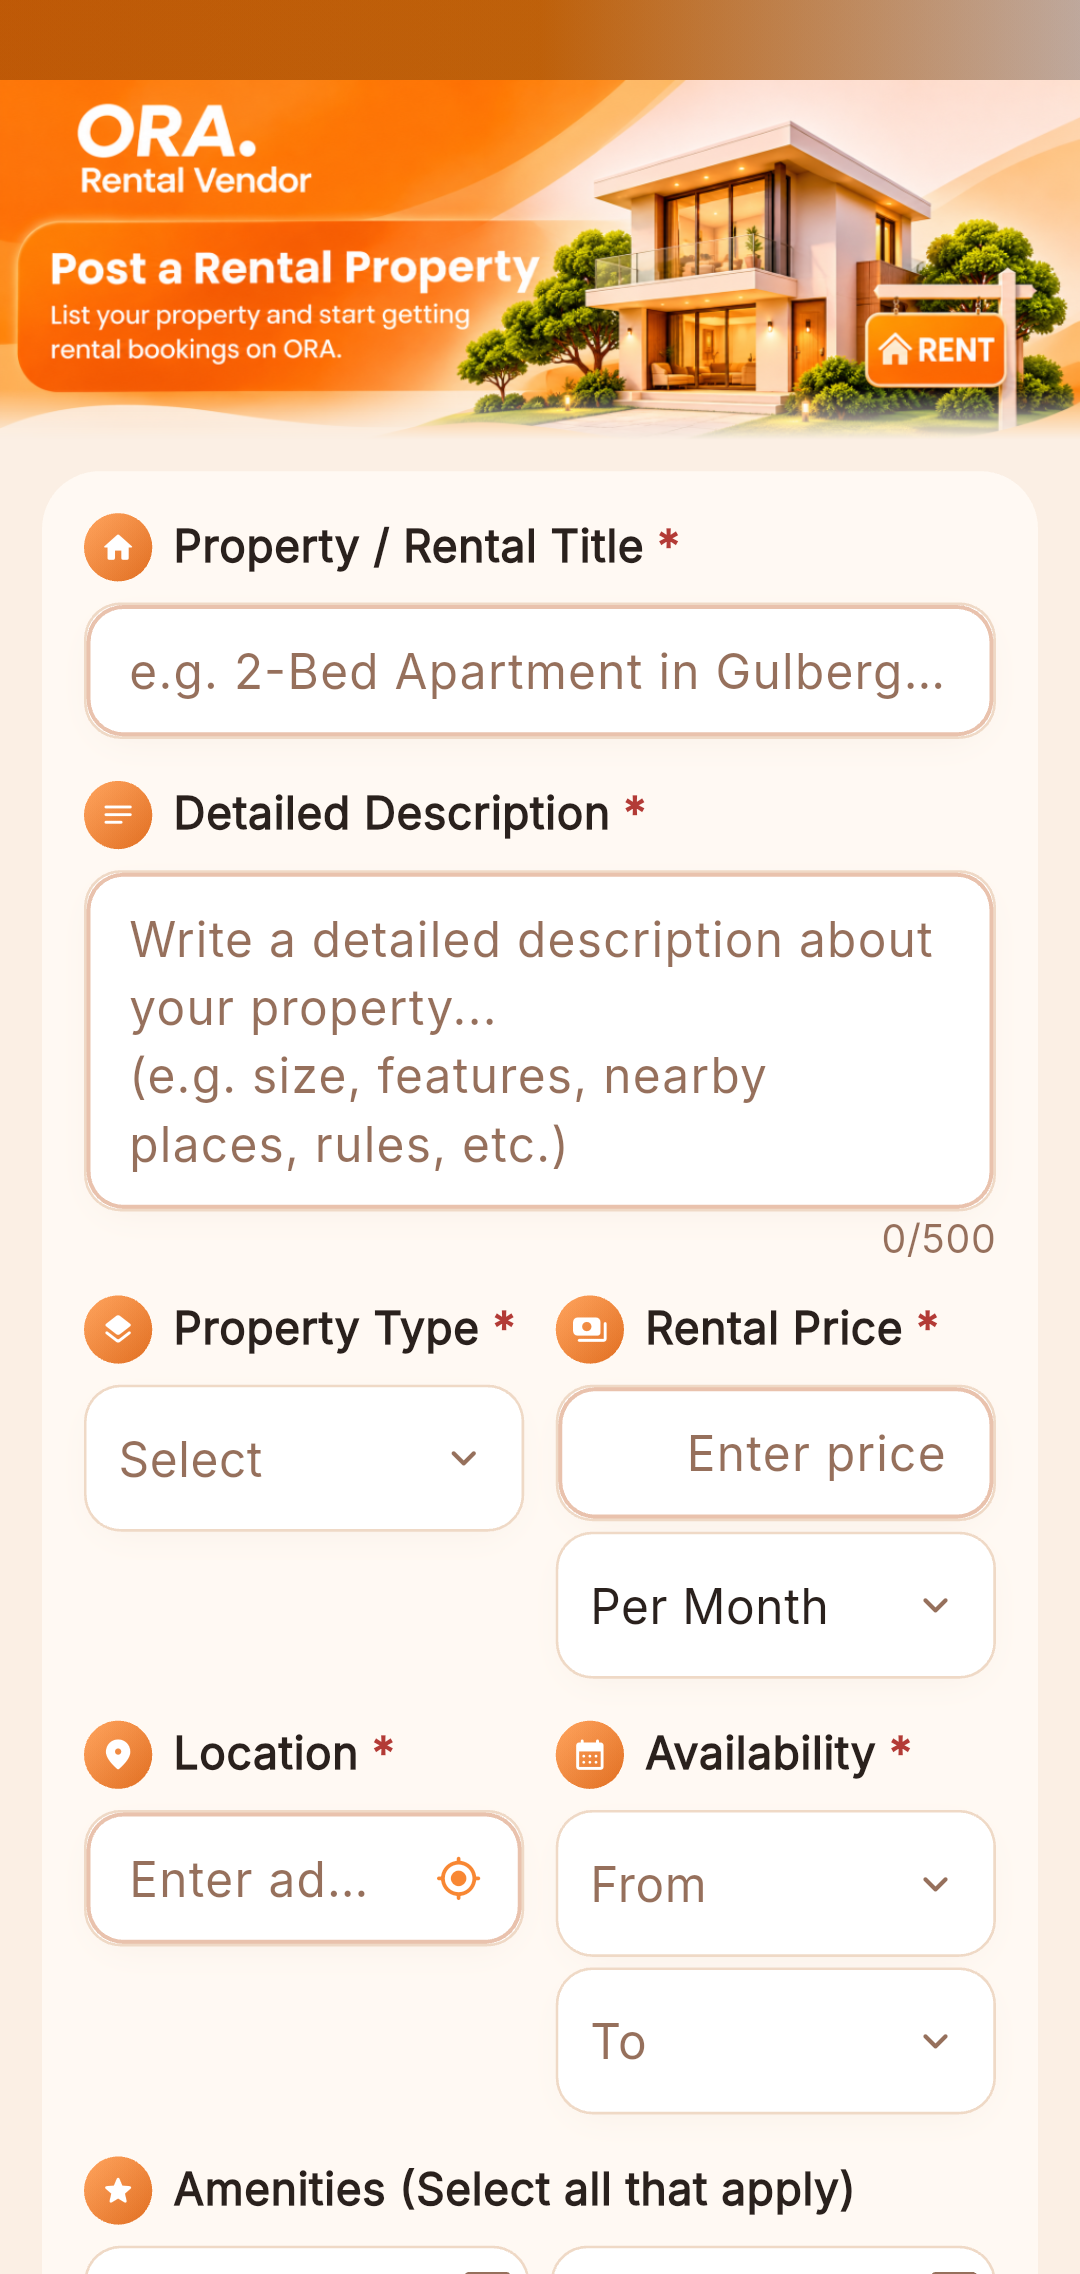 ORA.
Rental Vendor
Post a Rental Property
List your property and start getting
rental bookings on ORA.
RENT
Property / Rental Title *
e.g. 2-Bed Apartment in Gulberg...
Detailed Description *
Write a detailed description about
your property...
(e.g. size, features, nearby
places, rules, etc.)
0/500
Property Type *
Rental Price *
Select
Enter price
Per Month
Location *
Availability *
Enter ad...
From
To
Amenities (Select all that apply)